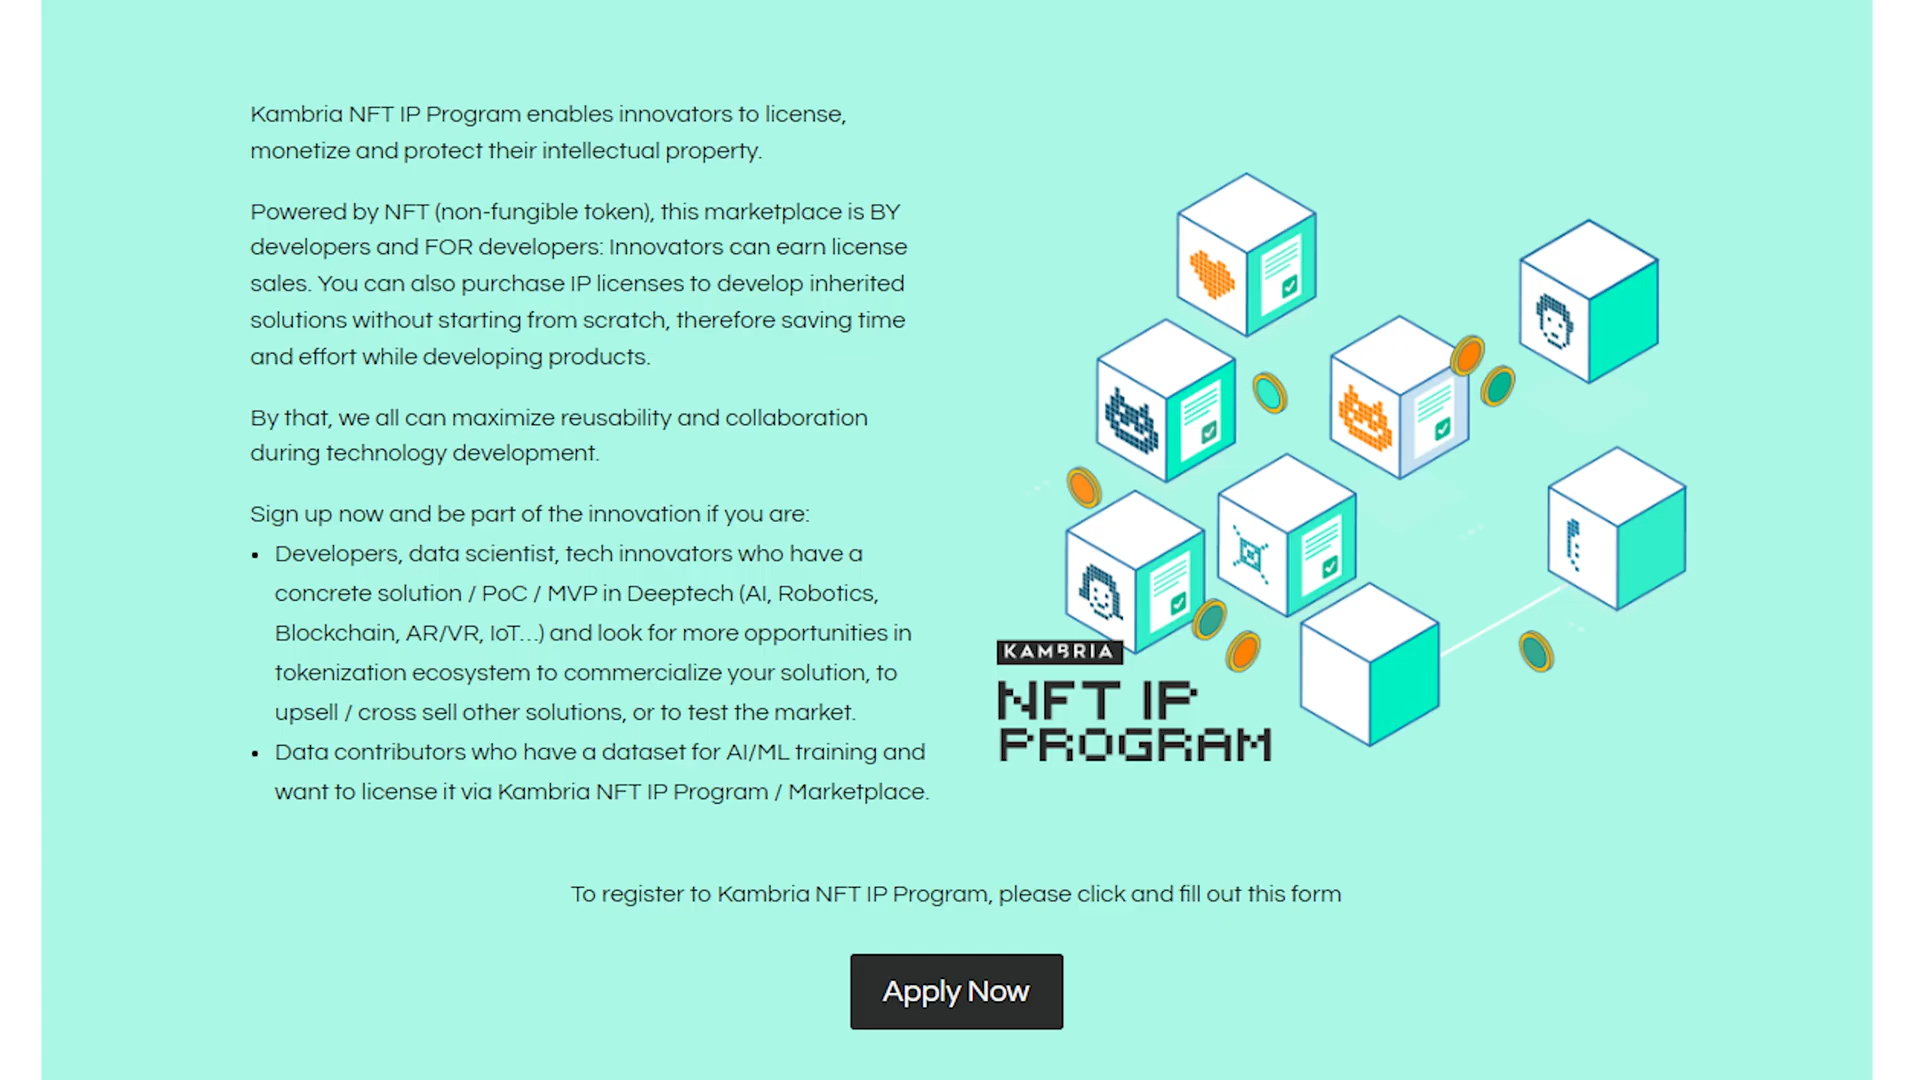 Kambria NFT IP Program enables innovators to license,
monetize and protect their intellectual property.
Powered by NFT (non-fungible token), this marketplace is BY
developers and FOR developers: Innovators can earn license
sales. You can also purchase IP licenses to develop inherited
solutions without starting from scratch, therefore saving time
and effort while developing products.
By that, we all can maximize reusability and collaboration
during technology development.
Sign up now and be part of the innovation if you are:
• Developers, data scientist, tech innovators who have a
concrete solution / PoC / MVP in Deeptech (AI, Robotics,
Blockchain, AR/VR, IoT...) and look for more opportunities in
tokenization ecosystem to commercialize your solution, to
upsell / cross sell other solutions, or to test the market.
• Data contributors who have a dataset for AI/ML training and
want to license it via Kambria NFT IP Program / Marketplace.
KAMBRIA
NFT IP
PROGRAM
To register to Kambria NFT IP Program, please click and fill out this form
Apply Now